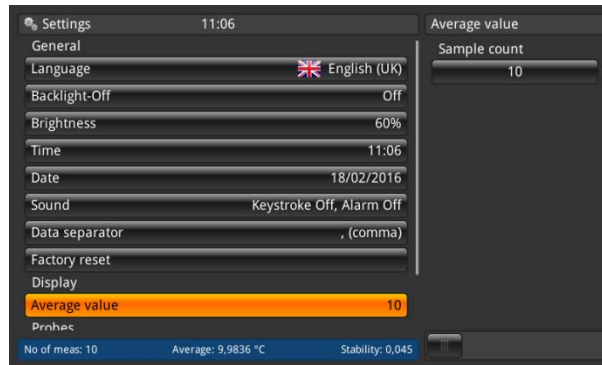 Settings 11:06
General
Language English (UK)
Backlight-Off Off
Brightness 60%
Time 11:06
Date 18/02/2016
Sound Keystroke Off, Alarm Off
Data separator , (comma)
Factory reset
Display
Average value 10
Probes
No of meas: 10 Average: 9,9836 °C Stability: 0,045
Average value
Sample count
10